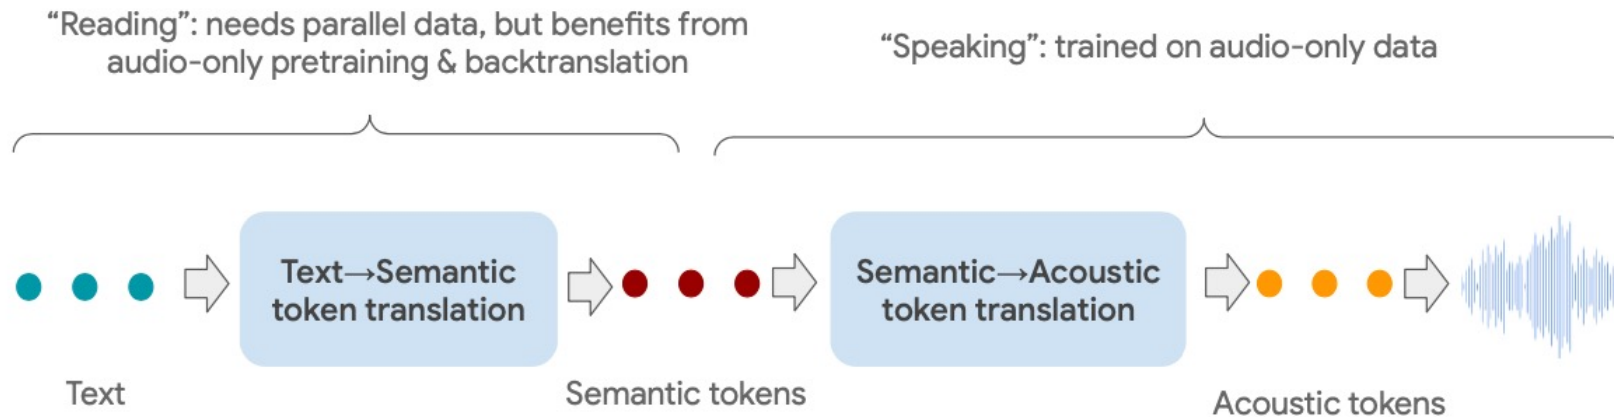 “Reading”: needs parallel data, but benefits from
audio-only pretraining & backtranslation
“Speaking”: trained on audio-only data
Text→Semantic
token translation
Semantic→Acoustic
token translation
Text
Semantic tokens
Acoustic tokens